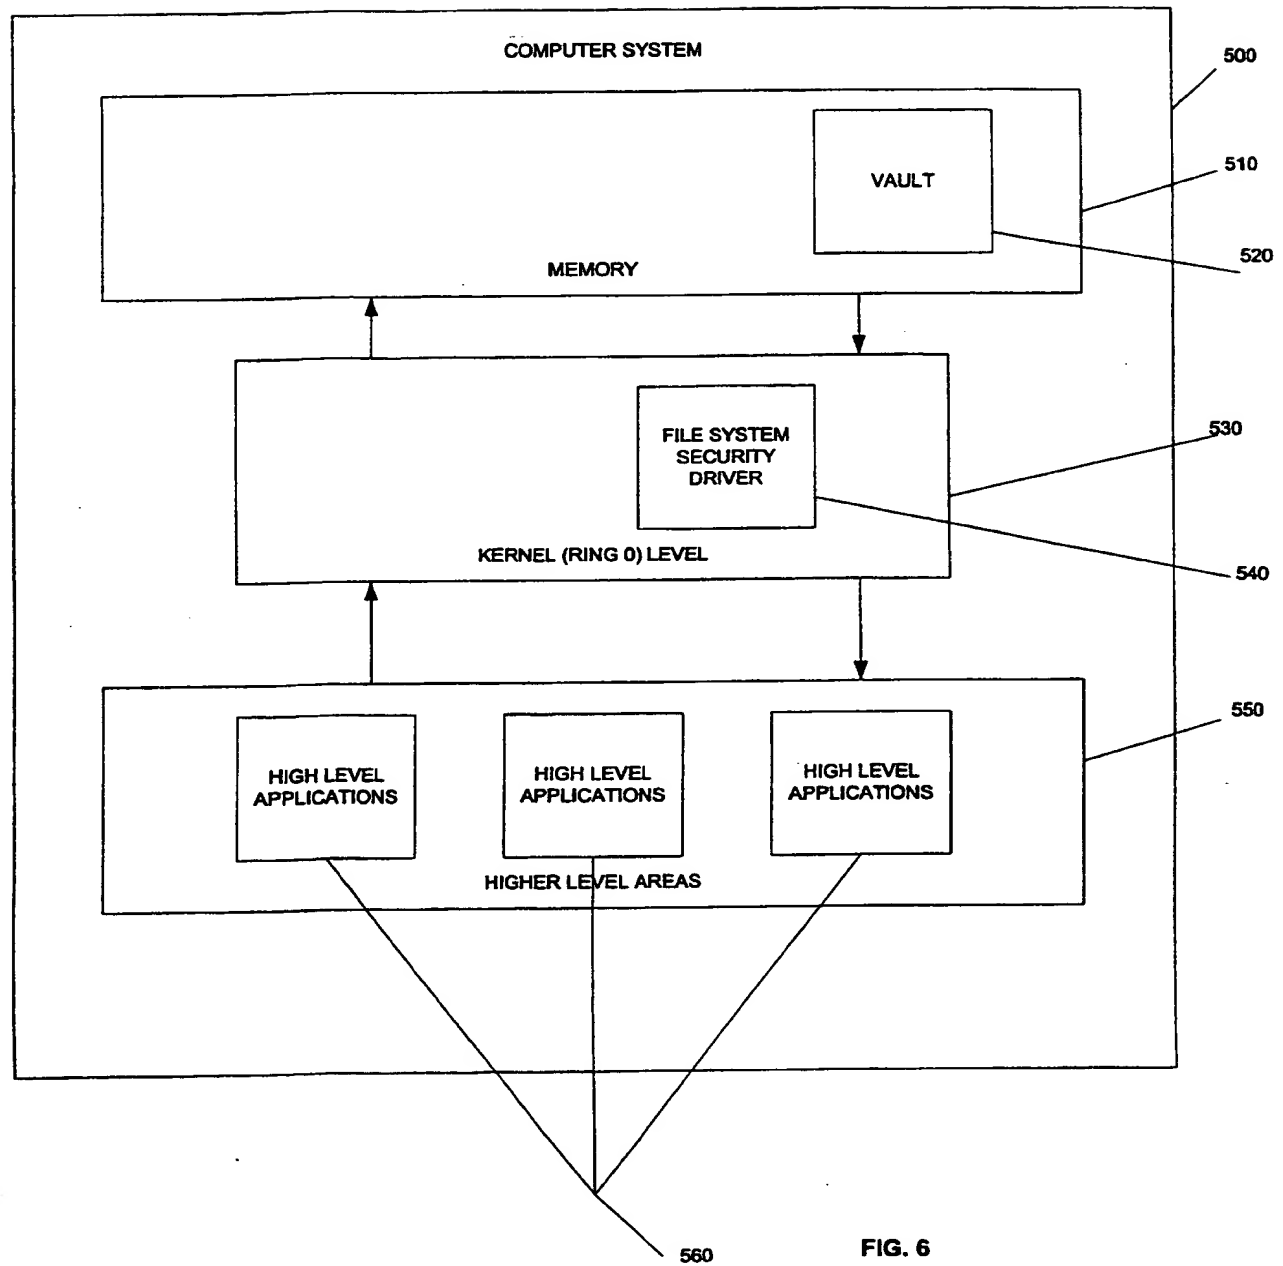 COMPUTER SYSTEM
500
VAULT
510
520
MEMORY
FILE SYSTEM
SECURITY
DRIVER
530
KERNEL (RING 0) LEVEL
540
550
HIGH LEVEL
APPLICATIONS
HIGH LEVEL
APPLICATIONS
HIGH LEVEL
APPLICATIONS
HIGHER LEVEL AREAS
560
FIG. 6